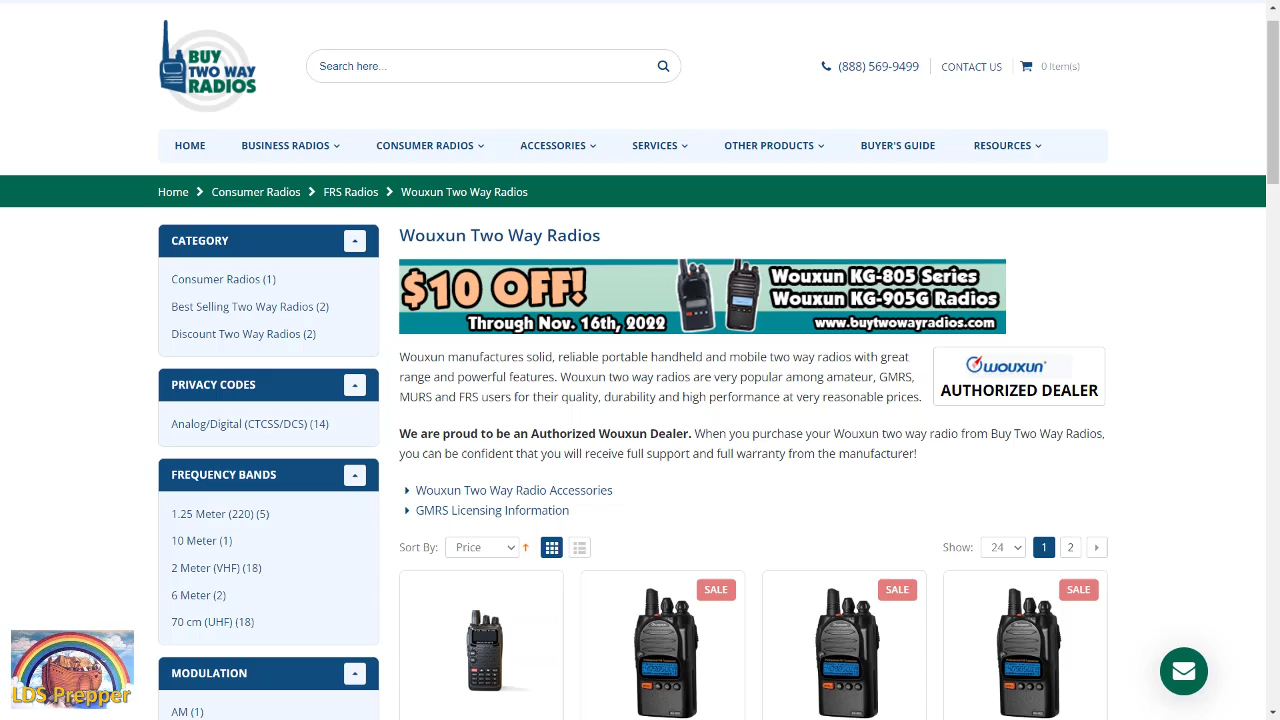 BUY
TWO WAY
RADIOS
Search here...
(888) 569-9499
CONTACT US
0 Item(s)
HOME
BUSINESS RADIOS
CONSUMER RADIOS
ACCESSORIES
SERVICES
OTHER PRODUCTS
BUYER'S GUIDE
RESOURCES
Home
Consumer Radios
FRS Radios
Wouxun Two Way Radios
CATEGORY
Consumer Radios (1)
Best Selling Two Way Radios (2)
Discount Two Way Radios (2)
PRIVACY CODES
Analog/Digital (CTCSS/DCS) (14)
FREQUENCY BANDS
1.25 Meter (220) (5)
10 Meter (1)
2 Meter (VHF) (18)
6 Meter (2)
70 cm (UHF) (18)
MODULATION
AM (1)
Wouxun Two Way Radios
$10 OFF!
Through Nov. 16th, 2022
Wouxun KG-805 Series
Wouxun KG-905G Radios
www.buytwowayradios.com
Wouxun manufactures solid, reliable portable handheld and mobile two way radios with great
range and powerful features. Wouxun two way radios are very popular among amateur, GMRS,
MURS and FRS users for their quality, durability and high performance at very reasonable prices.
WOUXUN
AUTHORIZED DEALER
We are proud to be an Authorized Wouxun Dealer. When you purchase your Wouxun two way radio from Buy Two Way Radios,
you can be confident that you will receive full support and full warranty from the manufacturer!
Wouxun Two Way Radio Accessories
GMRS Licensing Information
Sort By:
Price
Show:
24
1
2
SALE
SALE
SALE
LDS Prepper